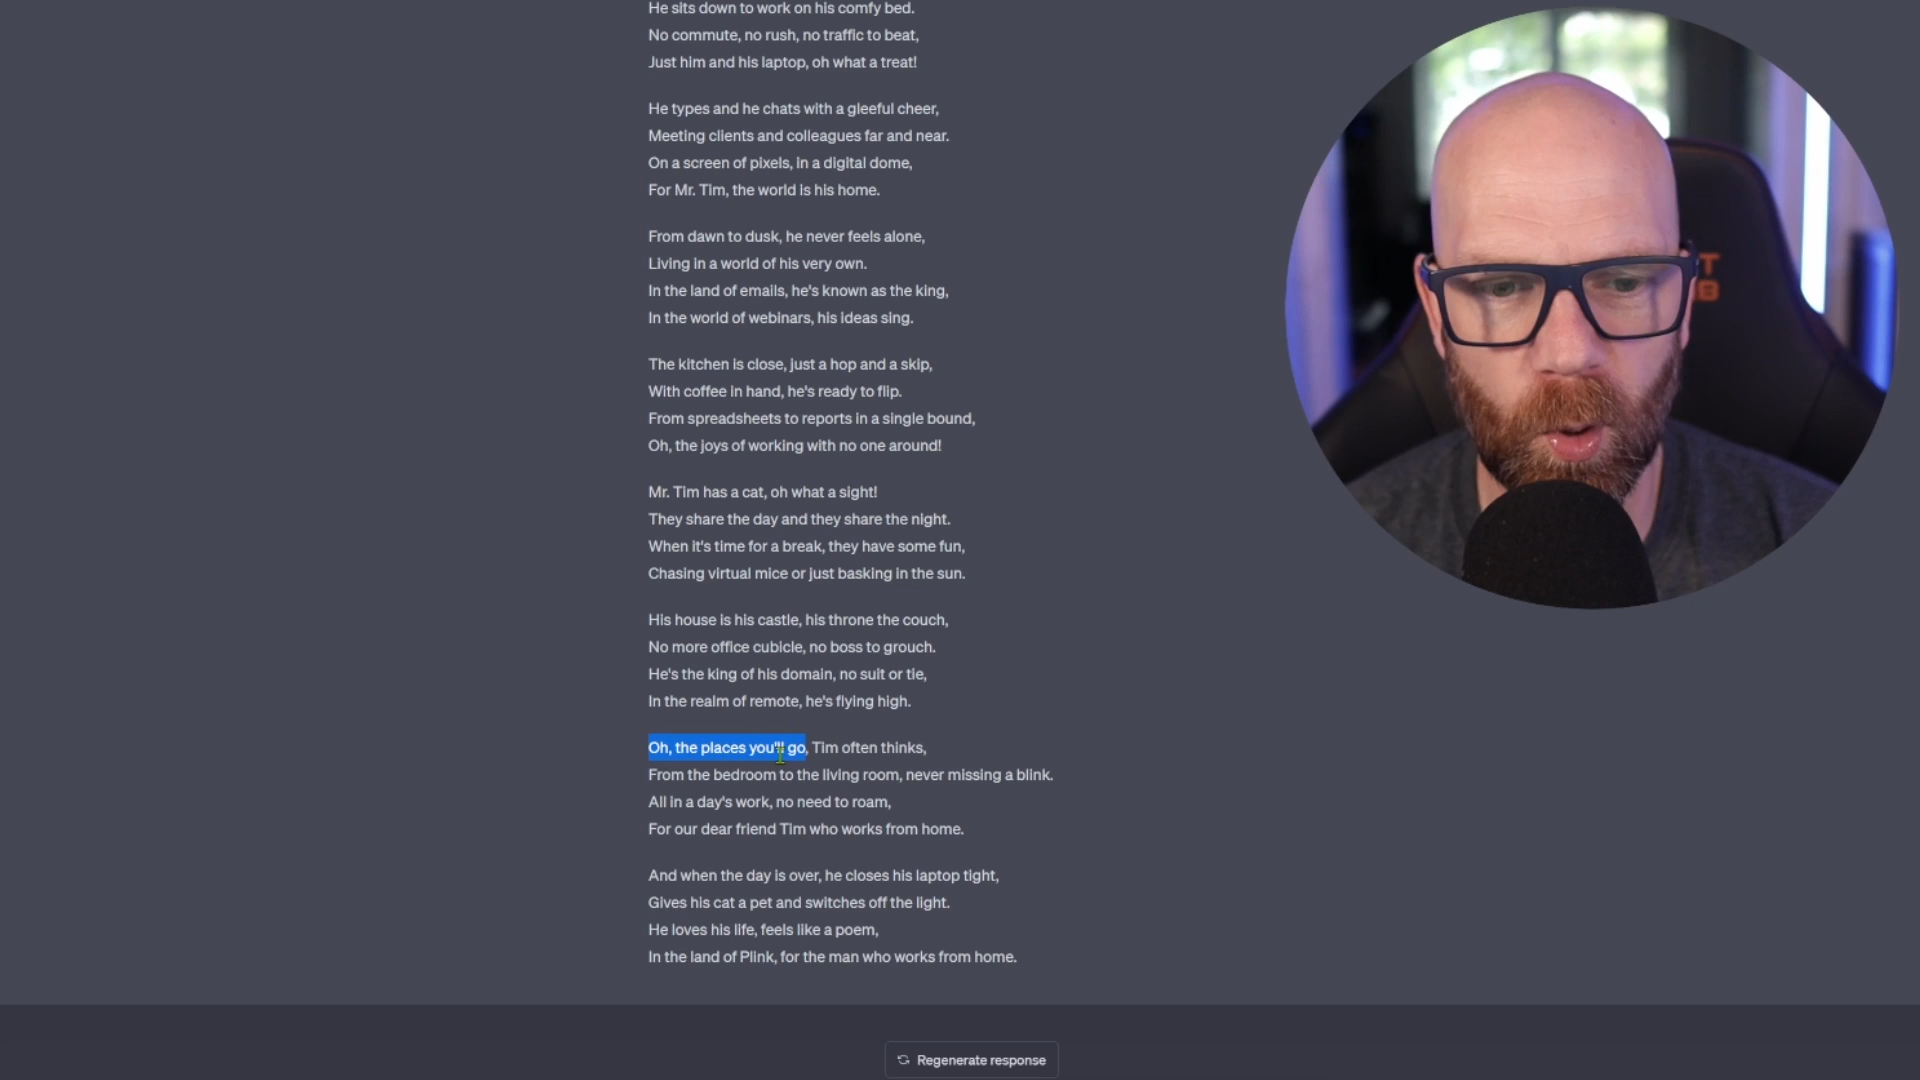 He sits down to work on his comfy bed.
No commute, no rush, no traffic to beat,
Just him and his laptop, oh what a treat!
He types and he chats with a gleeful cheer,
Meeting clients and colleagues far and near.
On a screen of pixels, in a digital dome,
For Mr. Tim, the world is his home.
From dawn to dusk, he never feels alone,
Living in a world of his very own.
In the land of emails, he's known as the king,
In the world of webinars, his ideas sing.
The kitchen is close, just a hop and a skip,
With coffee in hand, he's ready to flip.
From spreadsheets to reports in a single bound,
Oh, the joys of working with no one around!
Mr. Tim has a cat, oh what a sight!
They share the day and they share the night.
When it's time for a break, they have some fun,
Chasing virtual mice or just basking in the sun.
His house is his castle, his throne the couch,
No more office cubicle, no boss to grouch.
He's the king of his domain, no suit or tie,
In the realm of remote, he's flying high.
Oh, the places you'll go, Tim often thinks,
From the bedroom to the living room, never missing a blink.
All in a day's work, no need to roam,
For our dear friend Tim who works from home.
And when the day is over, he closes his laptop tight,
Gives his cat a pet and switches off the light.
He loves his life, feels like a poem,
In the land of Plink, for the man who works from home.
Regenerate response